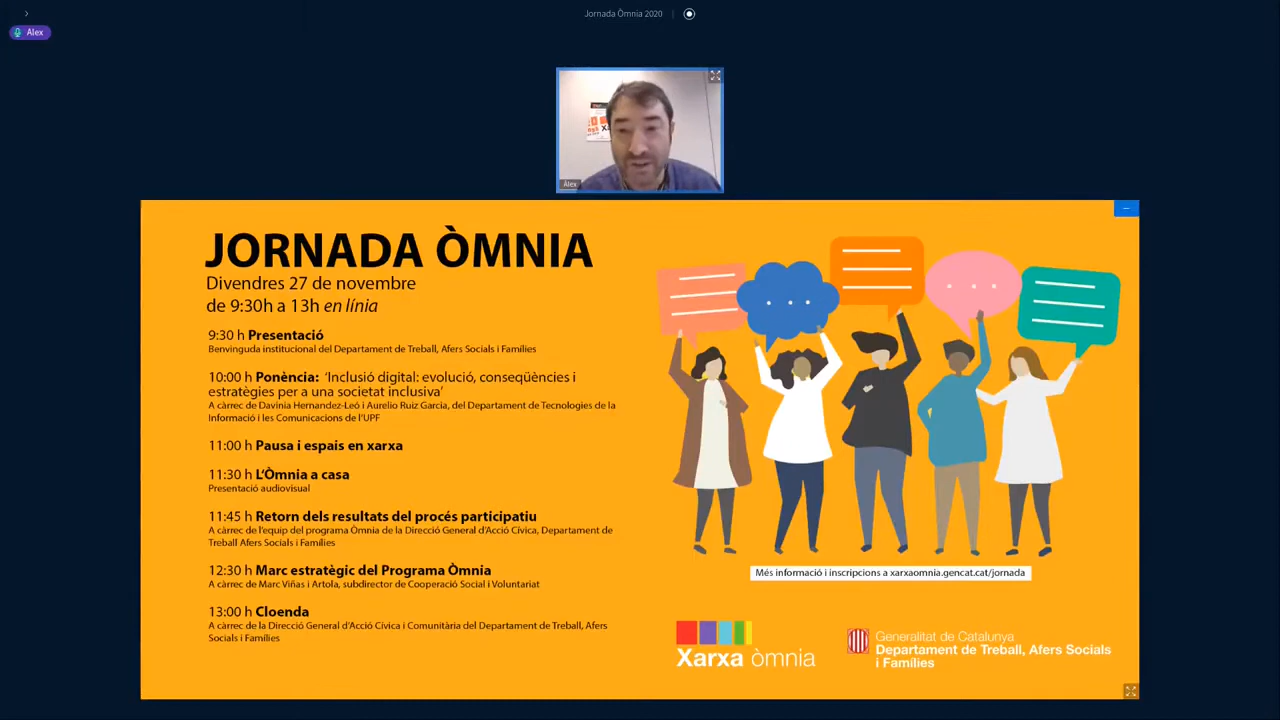 Jornada Òmnia 2020
Alex
Àlex
JORNADA ÒMNIA
Divendres 27 de novembre
de 9:30h a 13h en línia
9:30 h Presentació
Benvinguda institucional del Departament de Treball, Afers Socials i Famílies
10:00 h Ponència: ‘Inclusió digital: evolució, conseqüències i
estratègies per a una societat inclusiva’
A càrrec de Davinia Hernandez-Leó i Aurelio Ruiz García, del Departament de Tecnologies de la
Informació i les Comunicacions de l’UPF
11:00 h Pausa i espais en xarxa
11:30 h L’Òmnia a casa
Presentació audiovisual
11:45 h Retorn dels resultats del procés participatiu
A càrrec de l’equip del programa Òmnia de la Direcció General d’Acció Cívica, Departament de
Treball Afers Socials i Famílies
12:30 h Marc estratègic del Programa Òmnia
A càrrec de Marc Viñas i Artola, subdirector de Cooperació Social i Voluntariat
13:00 h Cloenda
A càrrec de la Direcció General d’Acció Cívica i Comunitària del Departament de Treball, Afers
Socials i Famílies
Més informació i inscripcions a xarxaomnia.gencat.cat/jornada
Xarxa òmnia
Generalitat de Catalunya
Departament de Treball, Afers Socials
i Famílies